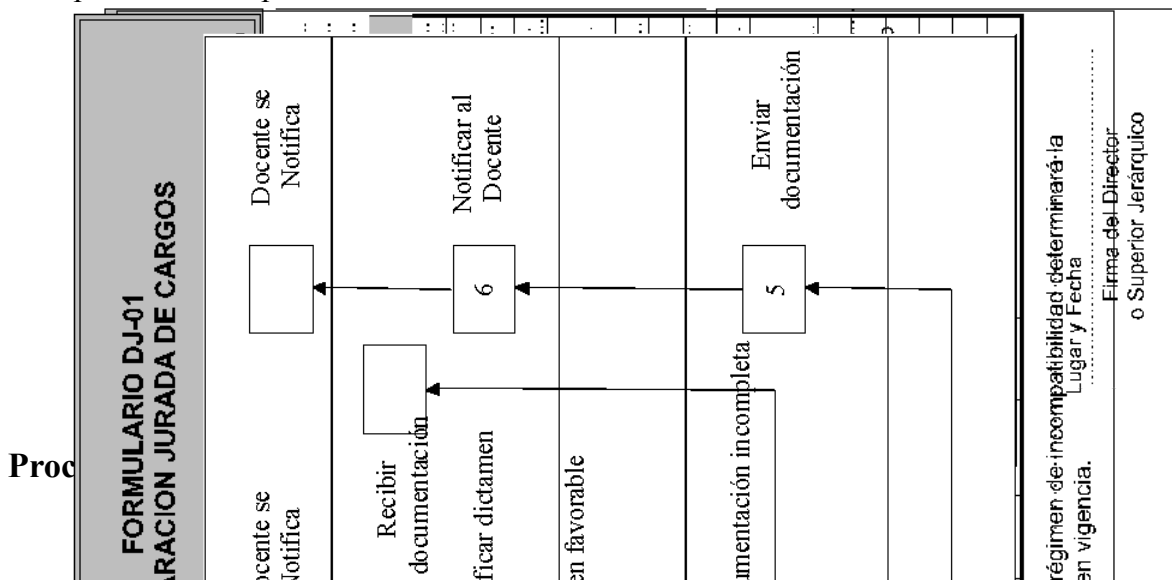 FORMULARIO DJ-01
ARACION JURADA DE CARGOS
Docente se
Notifica
Notificar al
Docente
Enviar
documentación
6
5
Recibir
documentación
ocente se
Notifica
ficar dictamen
en favorable
umentación incompleta
régimen de incompatibilidad determinará la
en vigencia.
Lugar y Fecha
Firma del Director
o Superior Jerárquico
Proc